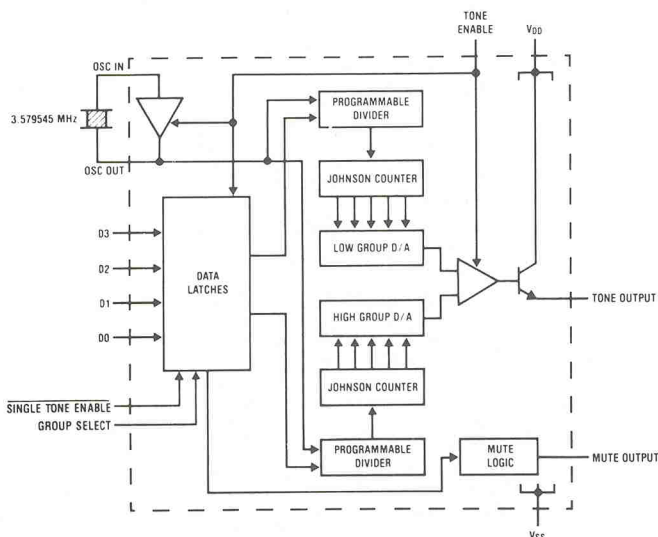 TONE
ENABLE
VDD
OSC IN
3.579545 MHz
OSC OUT
PROGRAMMABLE
DIVIDER
JOHNSON COUNTER
LOW GROUP D/A
D3
D2
D1
D0
DATA
LATCHES
HIGH GROUP D/A
TONE OUTPUT
JOHNSON COUNTER
SINGLE TONE ENABLE
GROUP SELECT
PROGRAMMABLE
DIVIDER
MUTE
LOGIC
MUTE OUTPUT
VSS